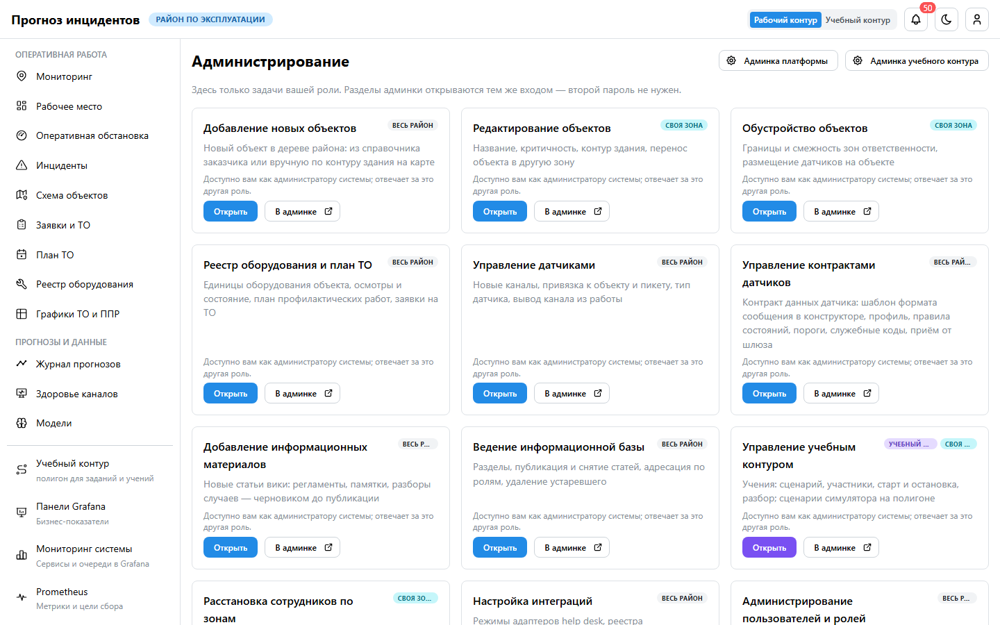 Прогноз инцидентов
РАЙОН ПО ЭКСПЛУАТАЦИИ
Рабочий контур
Учебный контур
50
ОПЕРАТИВНАЯ РАБОТА
Мониторинг
Рабочее место
Оперативная обстановка
Инциденты
Схема объектов
Заявки и ТО
План ТО
Реестр оборудования
Графики ТО и ППР
ПРОГНОЗЫ И ДАННЫЕ
Журнал прогнозов
Здоровье каналов
Модели
Учебный контур
полигон для заданий и учений
Панели Grafana
Бизнес-показатели
Мониторинг системы
Сервисы и очереди в Grafana
Prometheus
Метрики и цели сбора
Администрирование
Админка платформы
Админка учебного контура
Здесь только задачи вашей роли. Разделы админки открываются тем же входом — второй пароль не нужен.
Добавление новых объектов
ВЕСЬ РАЙОН
Новый объект в дереве района: из справочника
заказчика или вручную по контуру здания на карте
Доступно вам как администратору системы; отвечает за это
другая роль.
Открыть
В админке
Редактирование объектов
СВОЯ ЗОНА
Название, критичность, контур здания, перенос
объекта в другую зону
Доступно вам как администратору системы; отвечает за это
другая роль.
Открыть
В админке
Обустройство объектов
СВОЯ ЗОНА
Границы и смежность зон ответственности,
размещение датчиков на объекте
Доступно вам как администратору системы; отвечает за это
другая роль.
Открыть
В админке
Реестр оборудования и план ТО
ВЕСЬ РАЙОН
Единицы оборудования объекта, осмотры и
состояние, план профилактических работ, заявки на
ТО
Доступно вам как администратору системы; отвечает за это
другая роль.
Открыть
В админке
Управление датчиками
ВЕСЬ РАЙОН
Новые каналы, привязка к объекту и пикету, тип
датчика, вывод канала из работы
Доступно вам как администратору системы; отвечает за это
другая роль.
Открыть
В админке
Управление контрактами
датчиков
ВЕСЬ РАЙ...
Контракт данных датчика: шаблон формата
сообщения в конструкторе, профиль, правила
состояний, пороги, служебные коды, приём от
шлюза
Доступно вам как администратору системы; отвечает за это
другая роль.
Открыть
В админке
Добавление информационных
материалов
ВЕСЬ Р...
Новые статьи вики: регламенты, памятки, разборы
случаев — черновиком до публикации
Доступно вам как администратору системы; отвечает за это
другая роль.
Открыть
В админке
Ведение информационной базы
ВЕСЬ РАЙОН
Разделы, публикация и снятие статей, адресация по
ролям, удаление устаревшего
Доступно вам как администратору системы; отвечает за это
другая роль.
Открыть
В админке
Управление учебным
контуром
УЧЕБНЫЙ ...
СВОЯ ...
Учения: сценарий, участники, старт и остановка,
разбор; сценарии симулятора на полигоне
Доступно вам как администратору системы; отвечает за это
другая роль.
Открыть
В админке
Расстановка сотрудников по
зонам
СВОЯ ЗО...
Настройка интеграций
ВЕСЬ РАЙОН
Режимы адаптеров help desk, реестра
Администрирование
пользователей и ролей
ВЕСЬ Р...